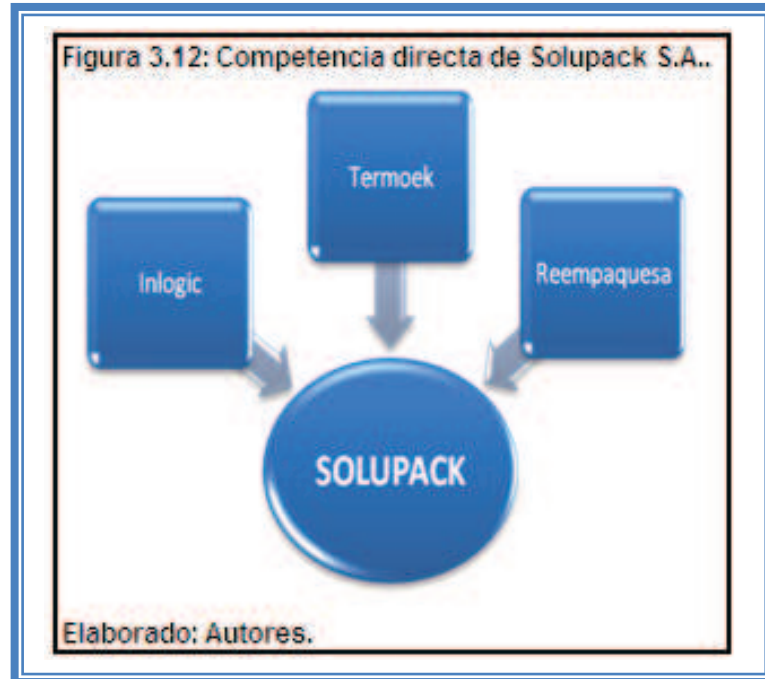 Figura 3.12: Competencia directa de Solupack S.A..
Termoek
Inlogic
Reempaquesa
SOLUPACK
Elaborado: Autores.